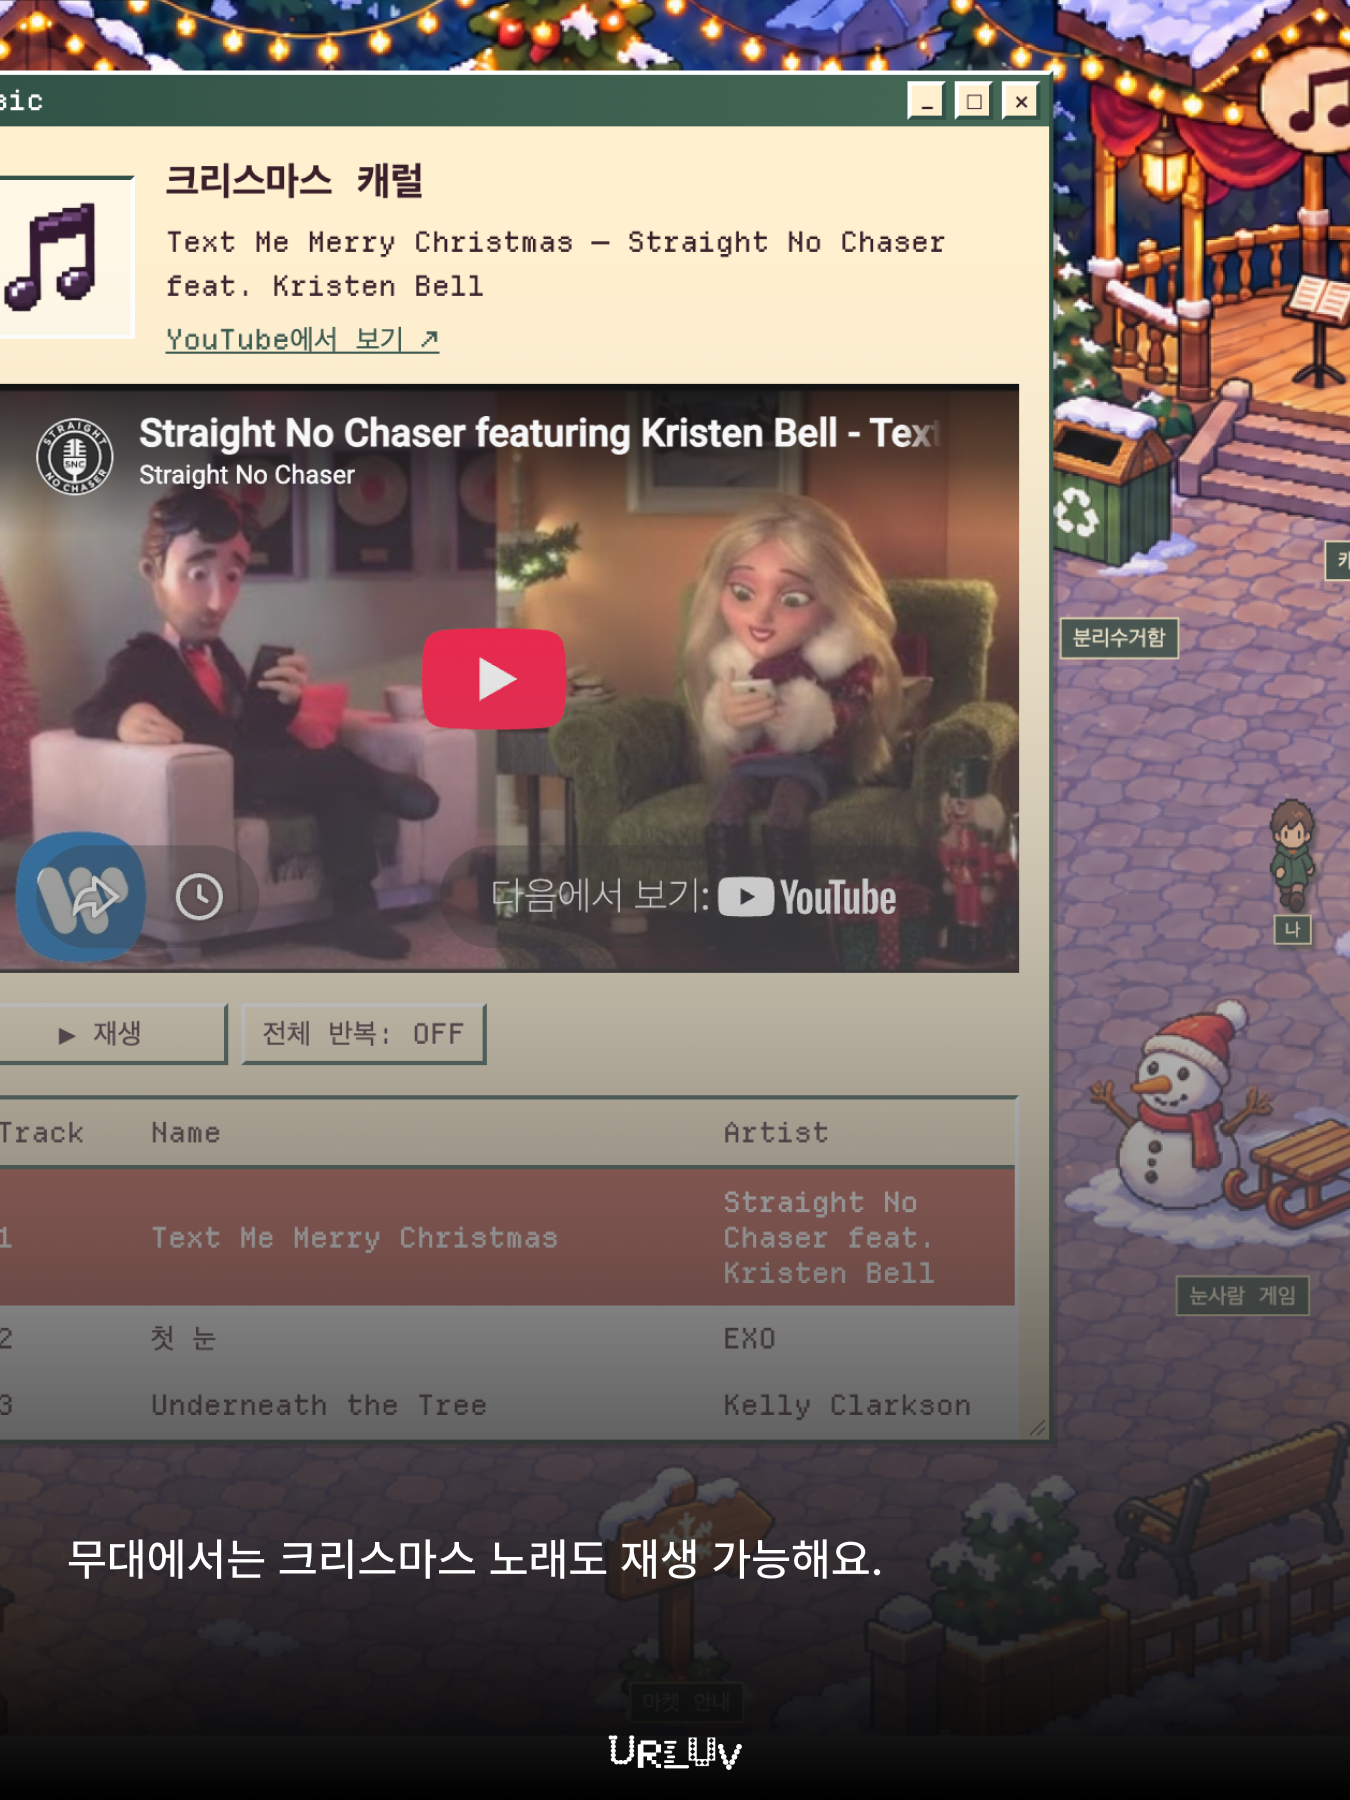 크리스마스 캐럴
Text Me Merry Christmas — Straight No Chaser
feat. Kristen Bell
YouTube에서 보기 ↗
STRAIGHT
SNC
NO CHASER
Straight No Chaser featuring Kristen Bell - Text
Straight No Chaser
다음에서 보기: YouTube
▶ 재생
전체 반복: OFF
Track Name Artist
1 Text Me Merry Christmas Straight No
Chaser feat.
Kristen Bell
2 첫 눈 EXO
3 Underneath the Tree Kelly Clarkson
분리수거함
나
눈사람 게임
무대에서는 크리스마스 노래도 재생 가능해요.
마켓 안내
URLUV